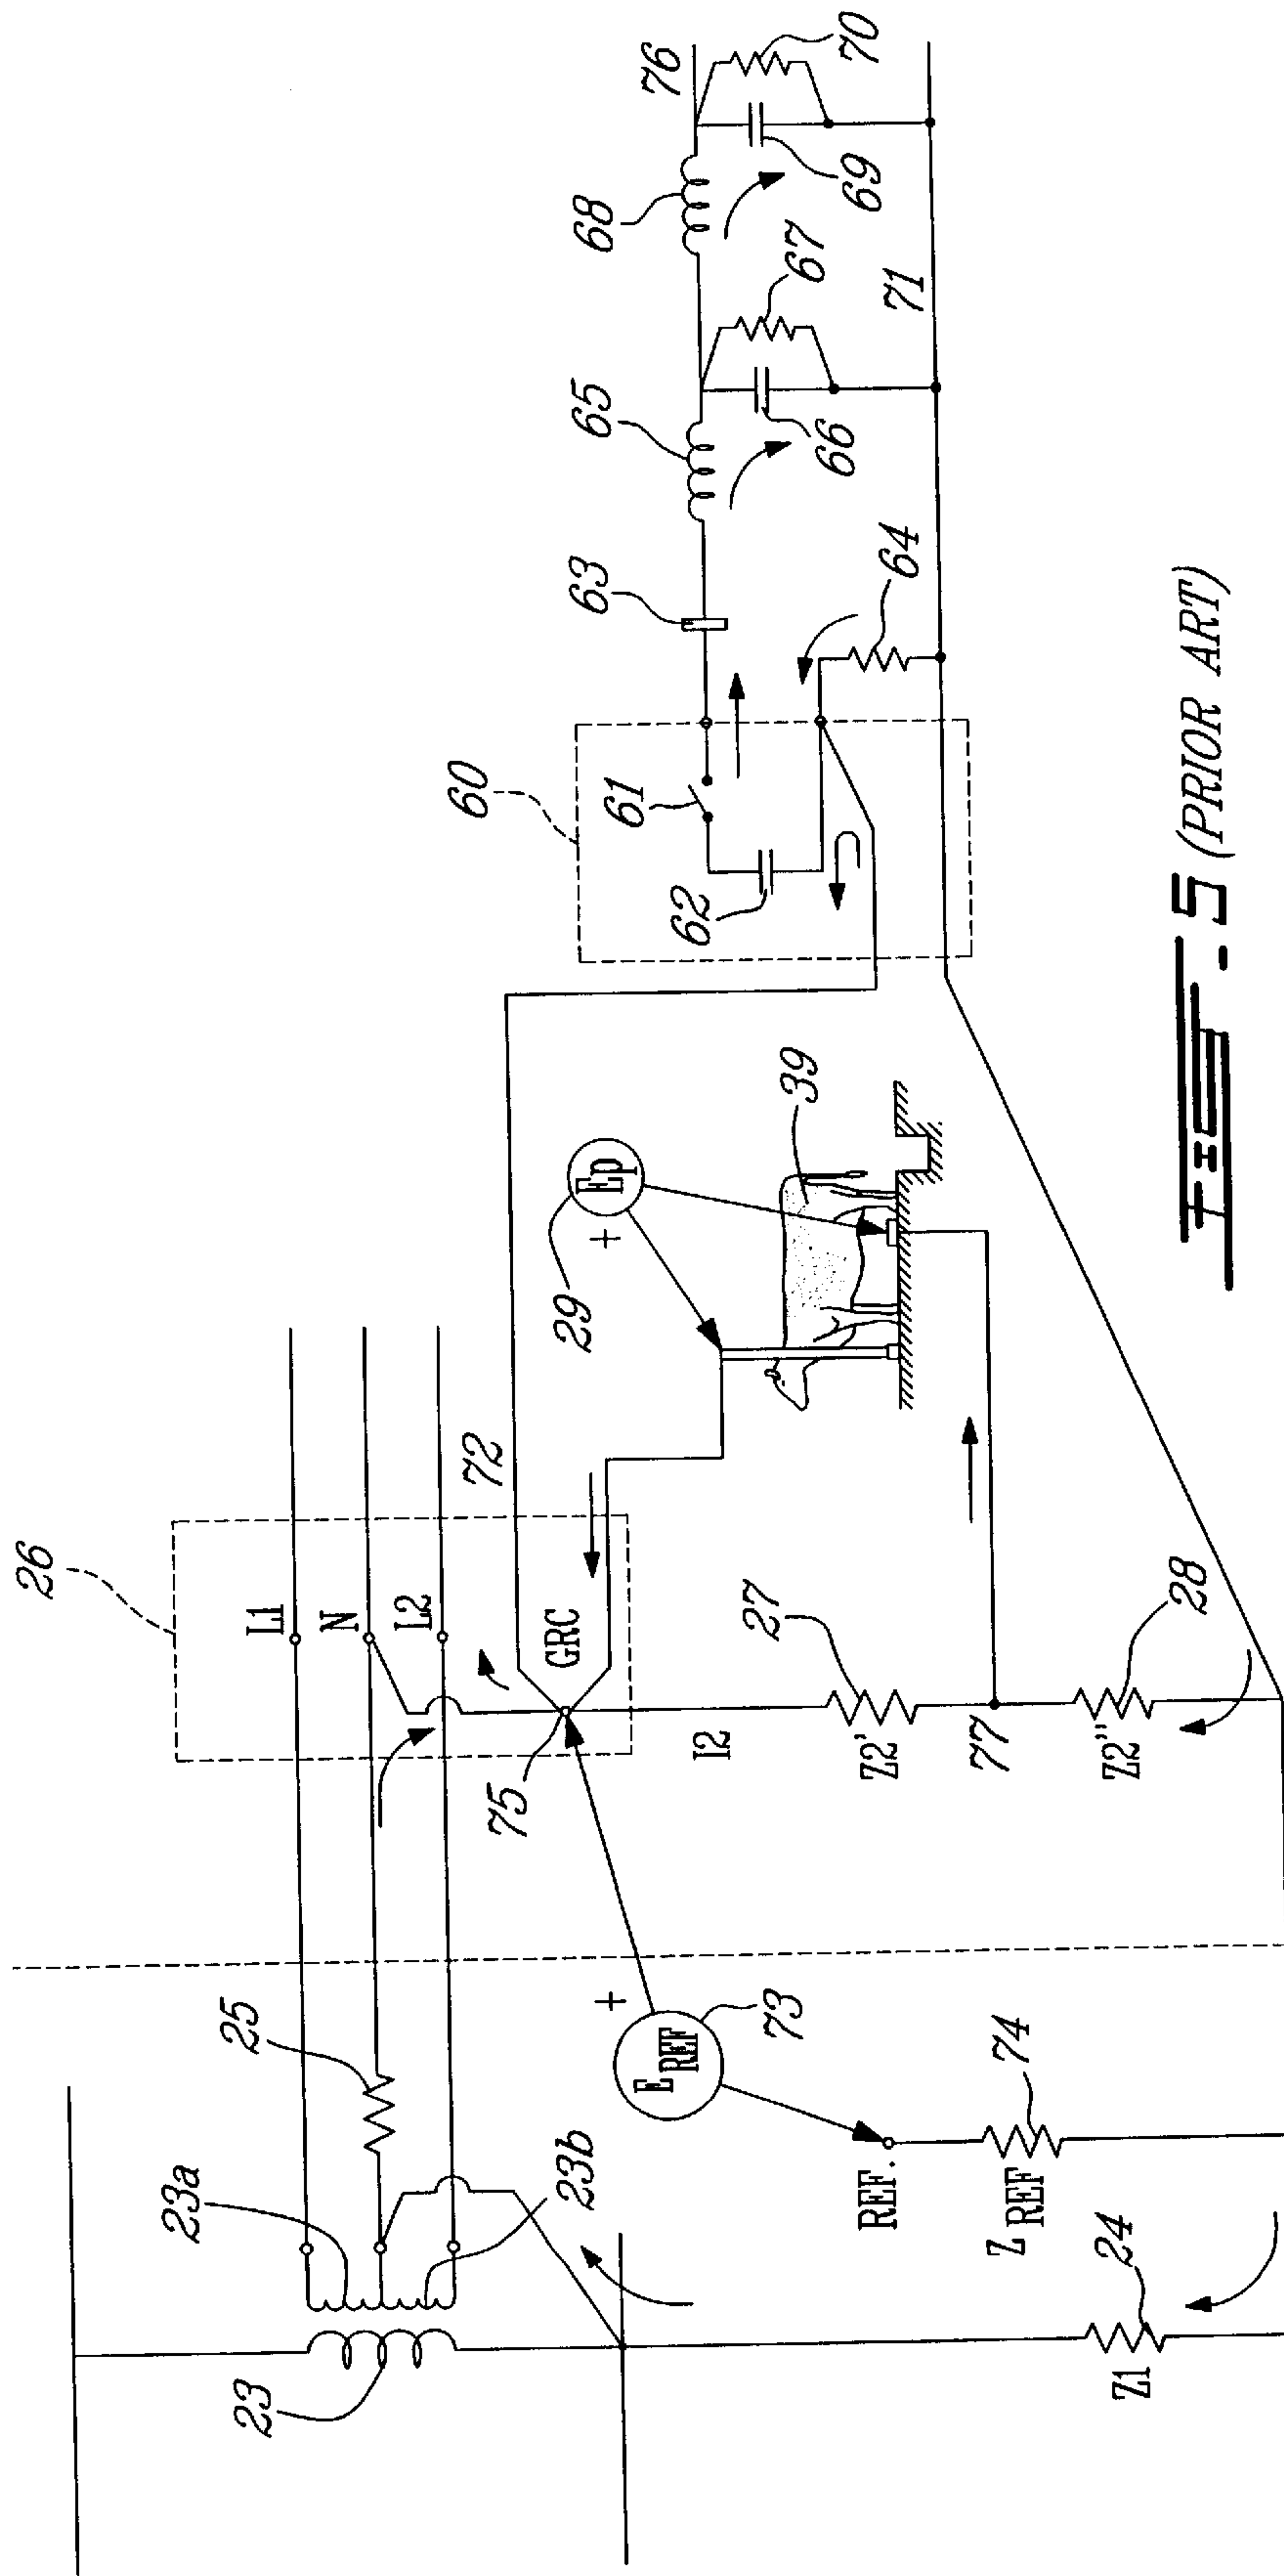 26
L1
N
L2
25
23a
23
23b
72
GRC
75
I2
+
E REF
73
REF.
Z REF
74
24
Z1
27
Z2'
77
Z2"
28
29
+
Ep
39
60
61
62
63
64
65
66
67
68
69
70
71
76
FIG-5 (PRIOR ART)